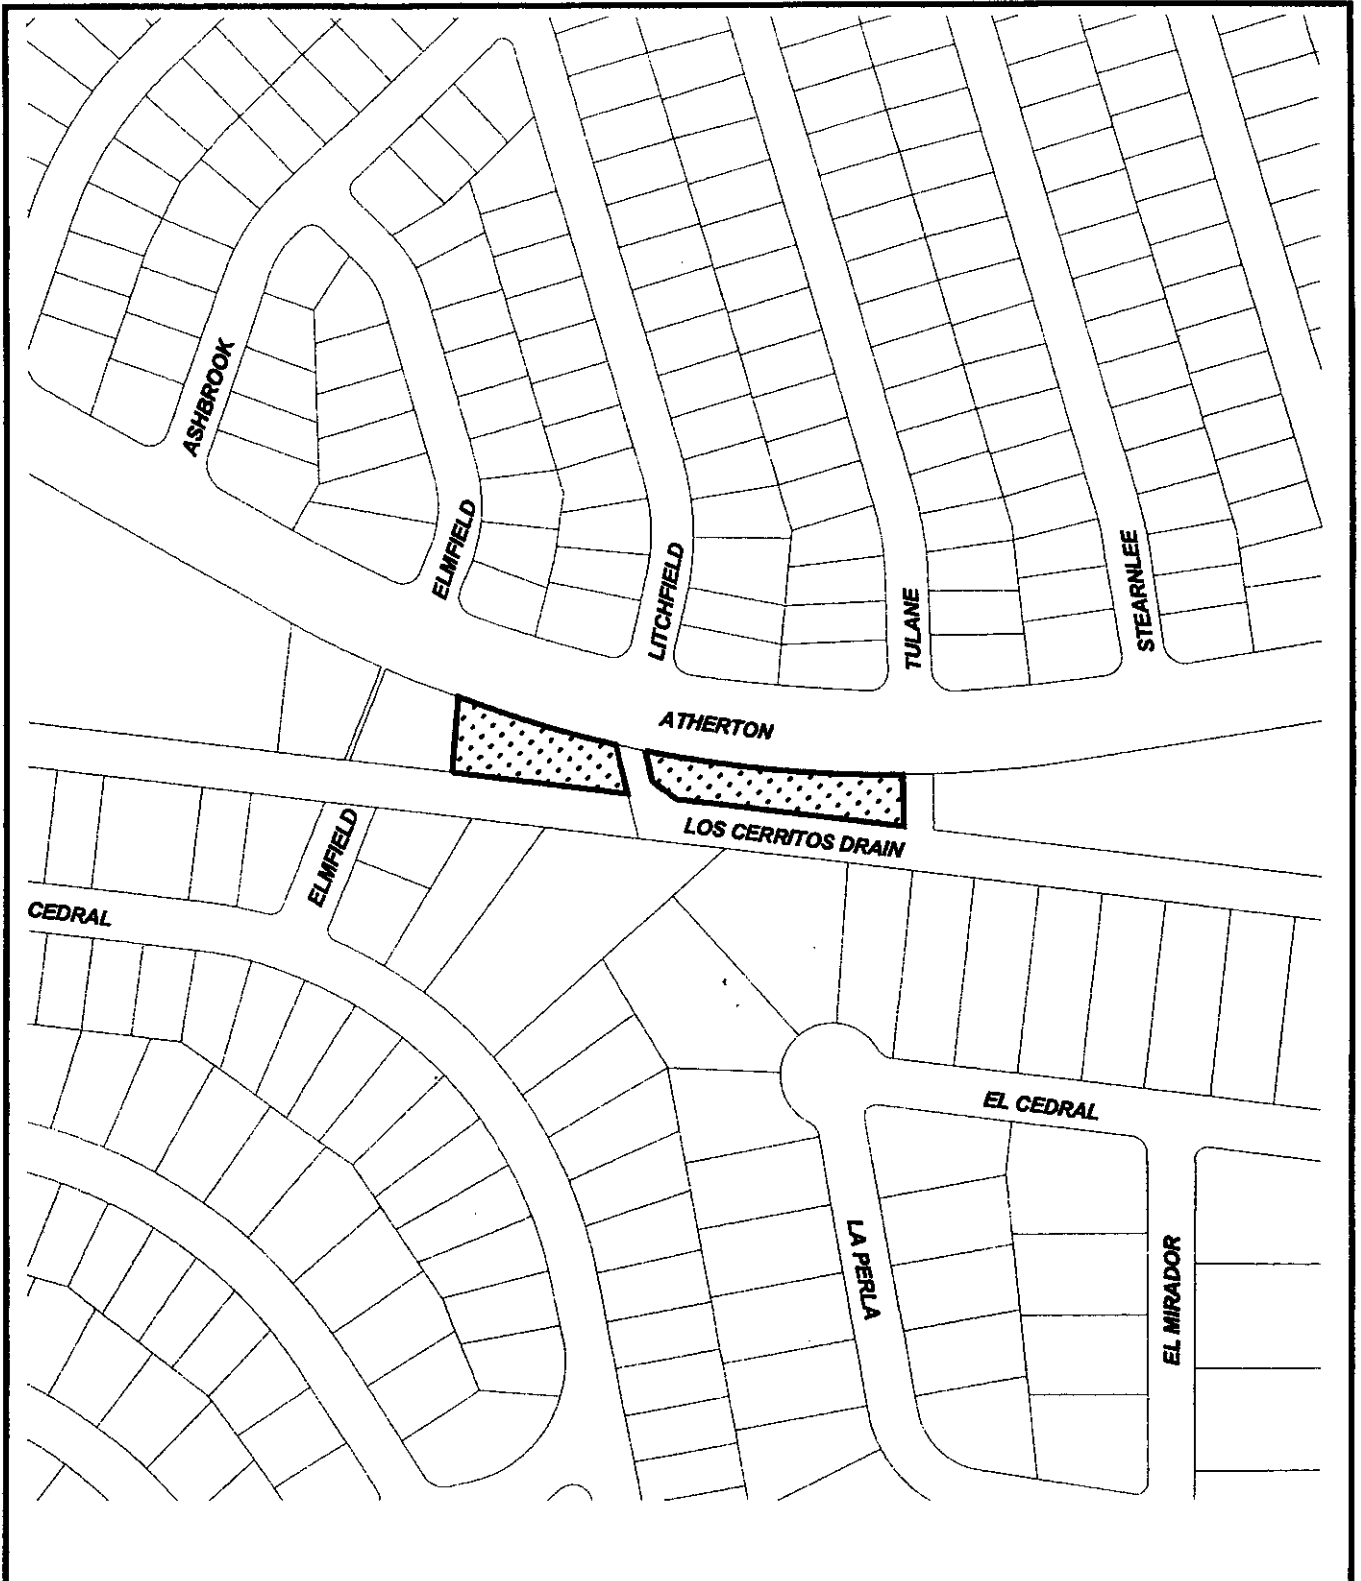 ASHBROOK
ELMFIELD
LITCHFIELD
TULANE
STEARNLEE
ATHERTON
LOS CERRITOS DRAIN
ELMFIELD
CEDRAL
EL CEDRAL
LA PERLA
EL MIRADOR